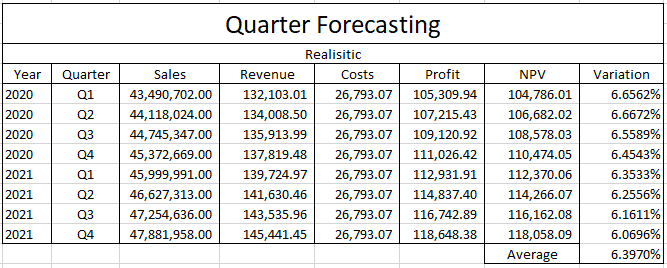 Quarter Forecasting
Realisitic
Year Quarter Sales Revenue Costs Profit NPV Variation
2020 Q1 43,490,702.00 132,103.01 26,793.07 105,309.94 104,786.01 6.6562%
2020 Q2 44,118,024.00 134,008.50 26,793.07 107,215.43 106,682.02 6.6672%
2020 Q3 44,745,347.00 135,913.99 26,793.07 109,120.92 108,578.03 6.5589%
2020 Q4 45,372,669.00 137,819.48 26,793.07 111,026.42 110,474.05 6.4543%
2021 Q1 45,999,991.00 139,724.97 26,793.07 112,931.91 112,370.06 6.3533%
2021 Q2 46,627,313.00 141,630.46 26,793.07 114,837.40 114,266.07 6.2556%
2021 Q3 47,254,636.00 143,535.96 26,793.07 116,742.89 116,162.08 6.1611%
2021 Q4 47,881,958.00 145,441.45 26,793.07 118,648.38 118,058.09 6.0696%
Average 6.3970%